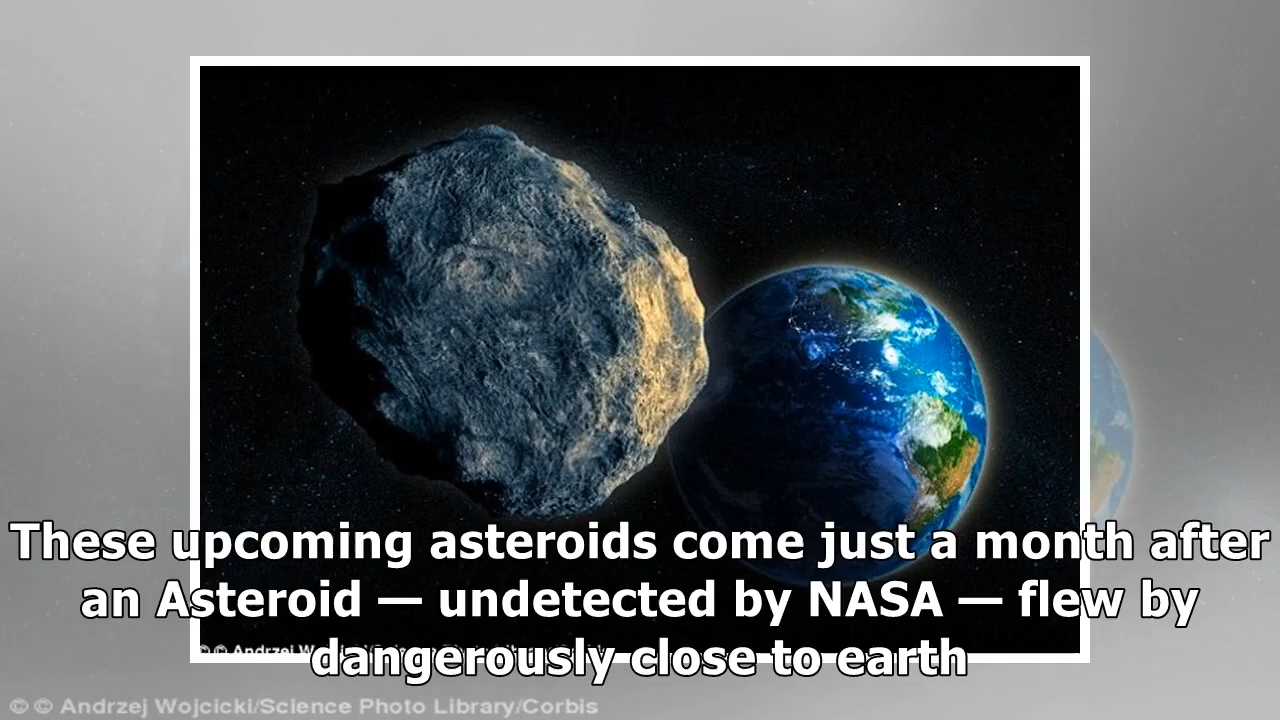 These upcoming asteroids come just a month after
an Asteroid — undetected by NASA — flew by
dangerously close to earth
© © Andrzej Wojcicki/Science Photo Library/Corbis